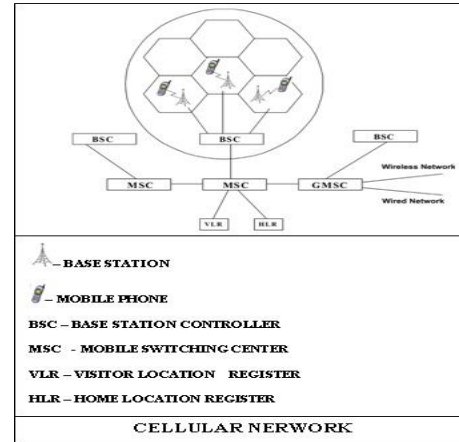 BSC
BSC
BSC
Wireless Network
MSC
MSC
GMSC
Wired Network
VLR
HLR
– BASE STATION
– MOBILE PHONE
BSC – BASE STATION CONTROLLER
MSC - MOBILE SWITCHING CENTER
VLR – VISITOR LOCATION REGISTER
HLR – HOME LOCATION REGISTER
CELLULAR NERWORK